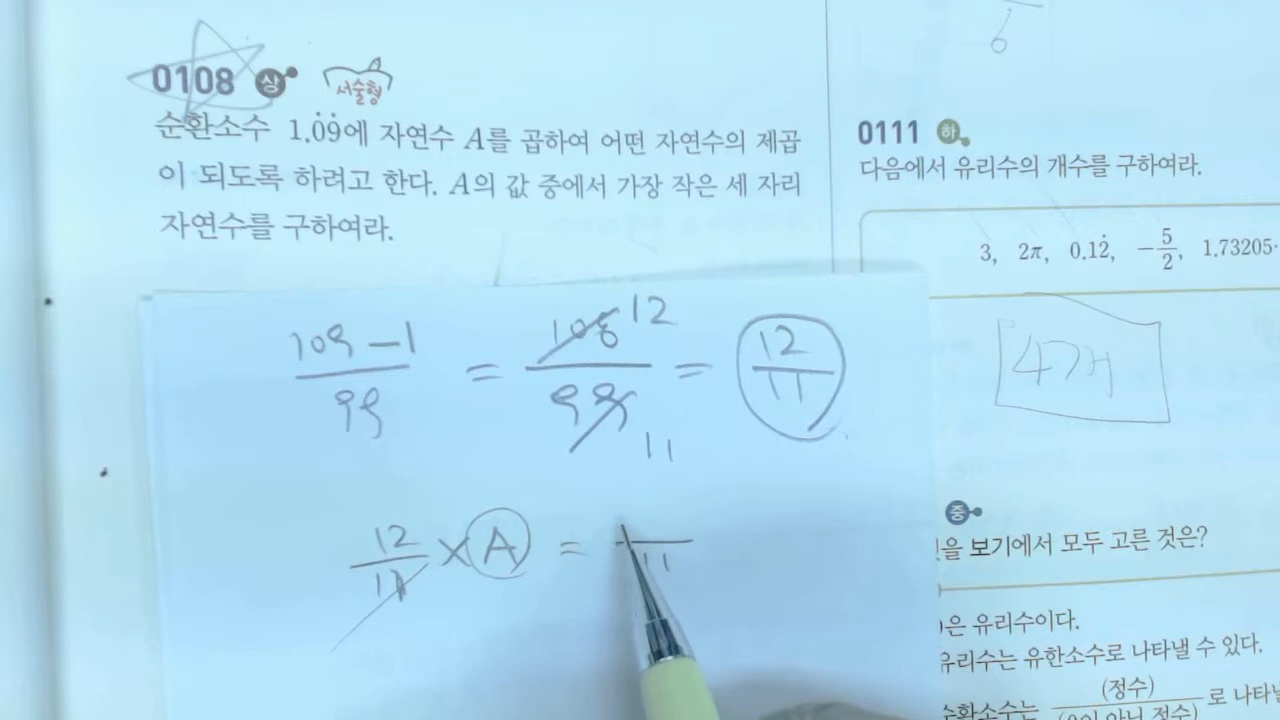 0108 상 서술형
순환소수 1.0̇9̇에 자연수 A를 곱하여 어떤 자연수의 제곱
이 되도록 하려고 한다. A의 값 중에서 가장 작은 세 자리
자연수를 구하여라.
109-1/99 = 108/99 12/11 = 12/11
12/11 × A = /11
6
0111 하
다음에서 유리수의 개수를 구하여라.
3, 2π, 0.12̇, -5/2, 1.73205
4개
중
을 보기에서 모두 고른 것은?
은 유리수이다.
유리수는 유한소수로 나타낼 수 있다.
순환소수는 (정수)/(0이 아닌 정수)로 나타낼